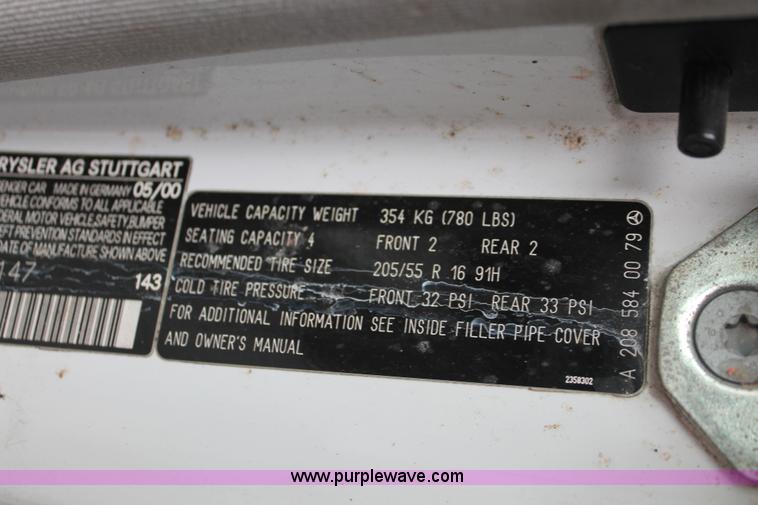 RYSLER AG STUTTGART
ENGER CAR MADE IN GERMANY 05/00
EHICLE CONFORMS TO ALL APPLICABLE
DERAL MOTOR VEHICLE SAFETY, BUMPER
EFT PREVENTION STANDARDS IN EFFECT
DATE OF MANUFACTURE SHOWN ABOVE
147
143
VEHICLE CAPACITY WEIGHT 354 KG (780 LBS)
SEATING CAPACITY 4 FRONT 2 REAR 2
RECOMMENDED TIRE SIZE 205/55 R 16 91H
COLD TIRE PRESSURE FRONT 32 PSI REAR 33 PSI
FOR ADDITIONAL INFORMATION SEE INSIDE FILLER PIPE COVER
AND OWNER'S MANUAL
2358302
A 208 584 00 79
www.purplewave.com